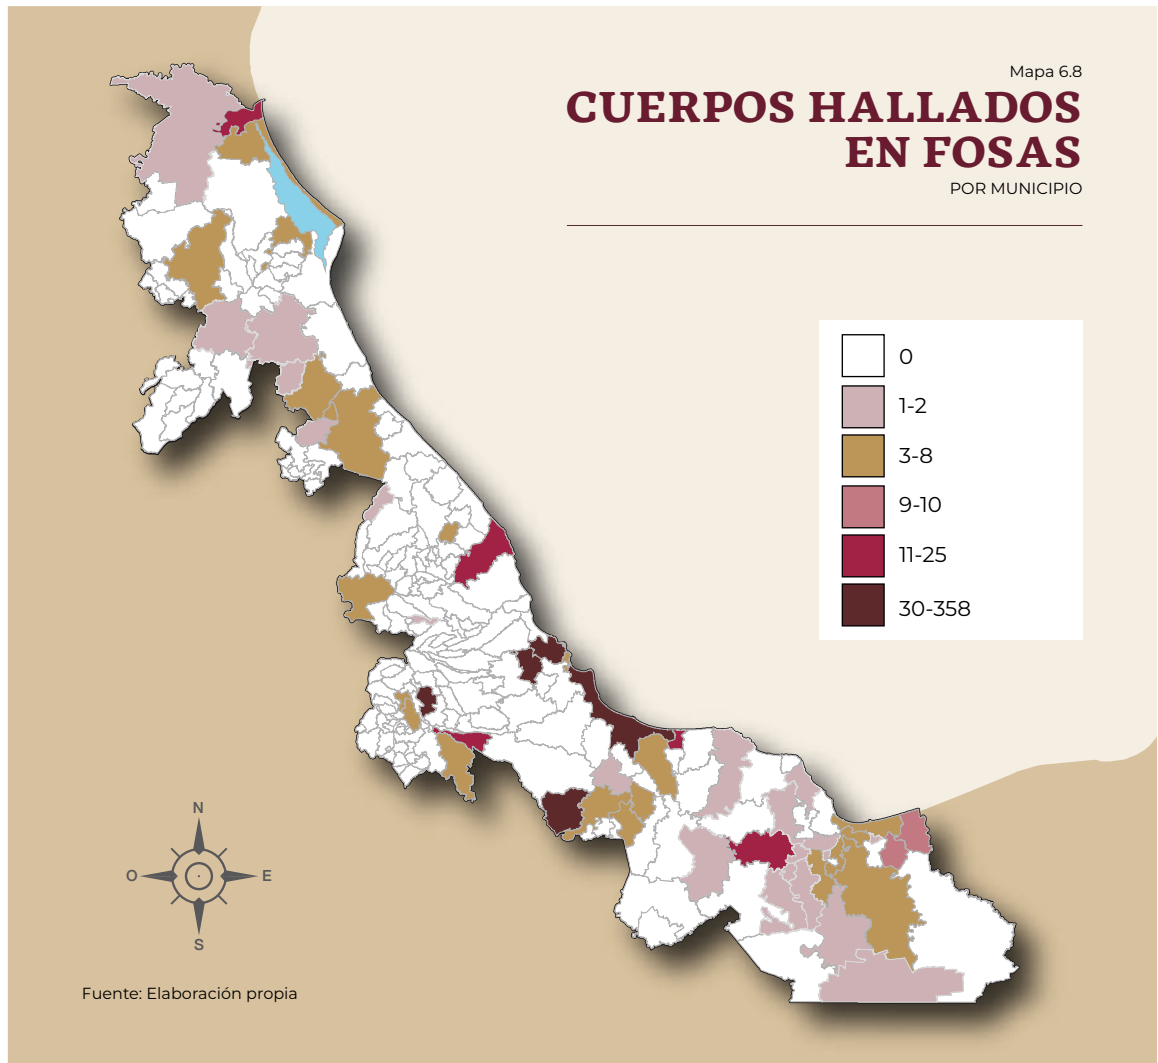 Mapa 6.8
CUERPOS HALLADOS
EN FOSAS
POR MUNICIPIO
0
1-2
3-8
9-10
11-25
30-358
N
O
E
S
Fuente: Elaboración propia